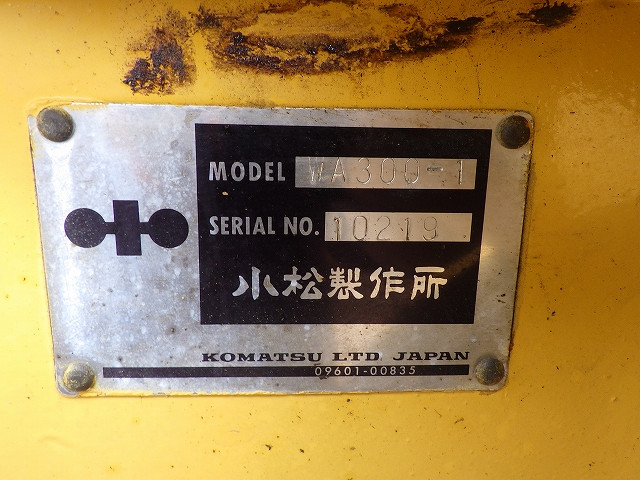 MODEL WA300-1
SERIAL NO. 10219
小松製作所
KOMATSU LTD JAPAN
09601-00835